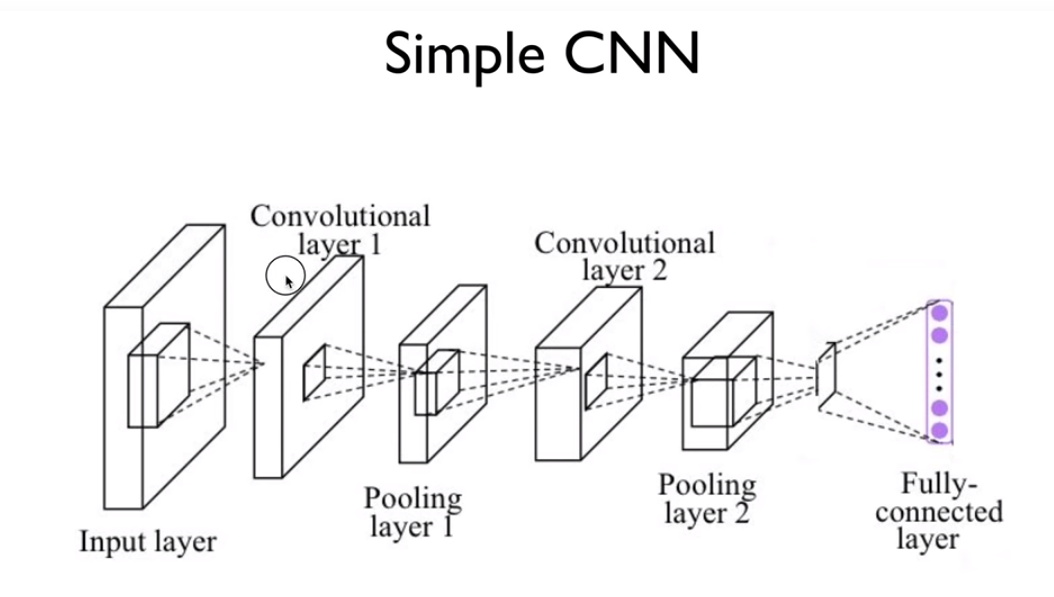 Simple CNN
Convolutional
layer 1
Convolutional
layer 2
Pooling
layer 1
Pooling
layer 2
Fully-
connected
layer
Input layer